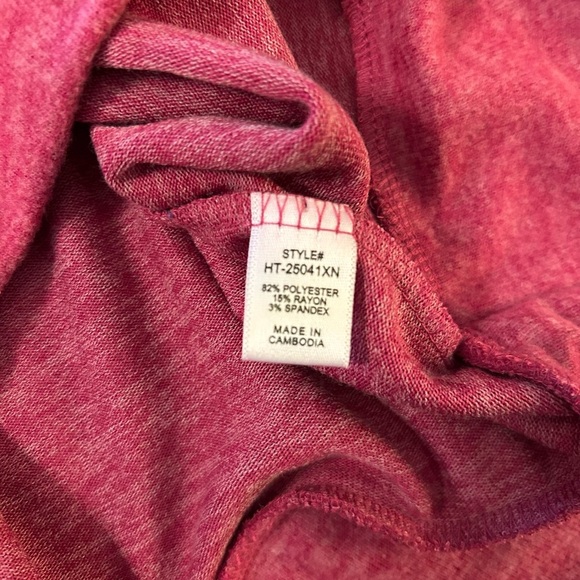 STYLE#
HT-25041XN
82% POLYESTER
15% RAYON
3% SPANDEX
MADE IN
CAMBODIA